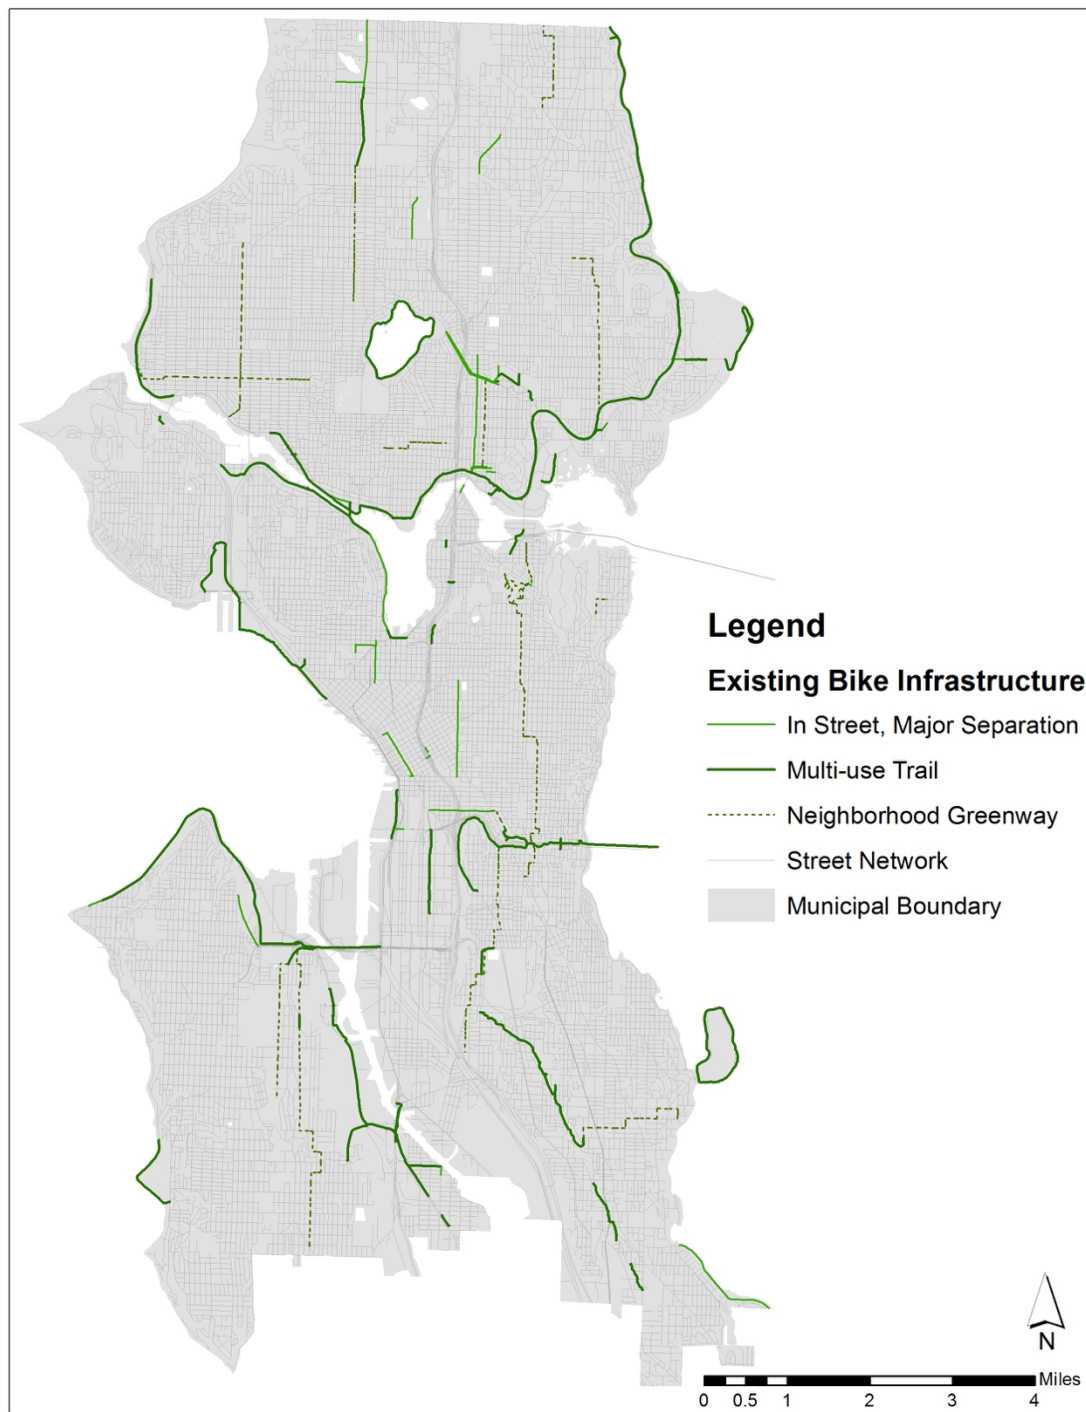 Legend
Existing Bike Infrastructure
In Street, Major Separation
Multi-use Trail
Neighborhood Greenway
Street Network
Municipal Boundary
N
Miles
0 0.5 1 2 3 4